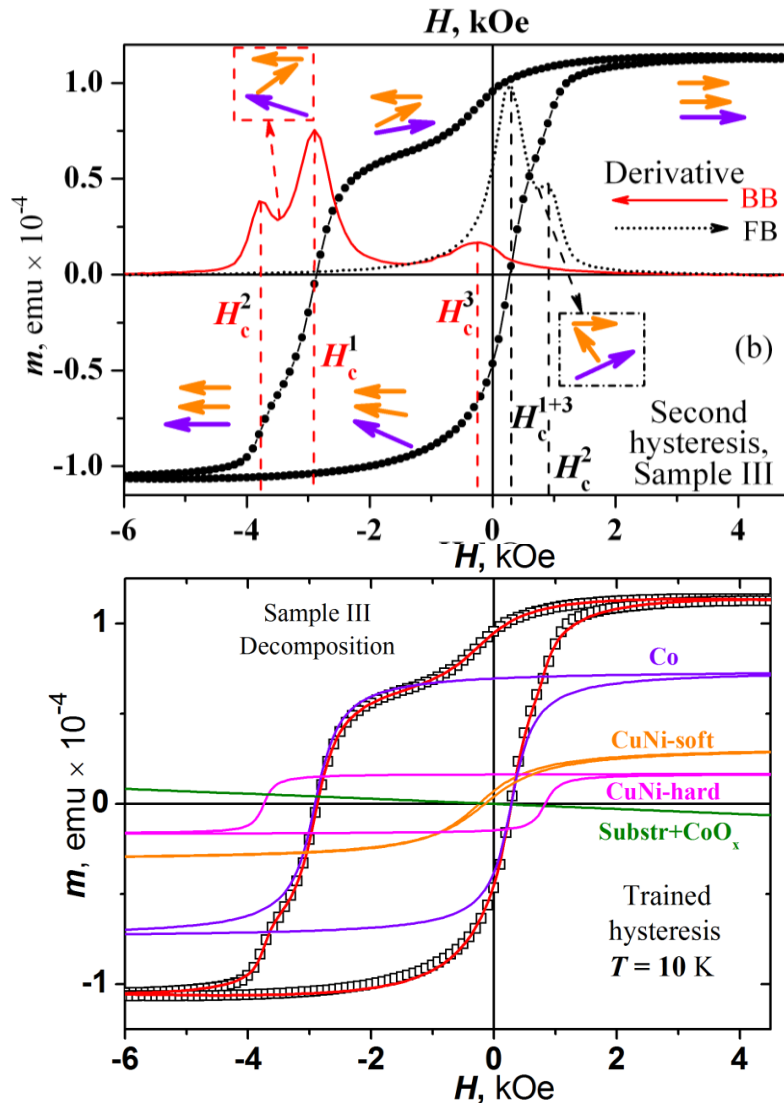 H, kOe
m, emu × 10⁻⁴
1.0
0.5
0.0
-0.5
-1.0
Derivative
BB
FB
H_c^2
H_c^1
H_c^3
H_c^{1+3}
H_c^2
(b)
Second
hysteresis,
Sample III
-6 -4 -2 0 2 4
H, kOe
m, emu × 10⁻⁴
1
0
-1
Sample III
Decomposition
Co
CuNi-soft
CuNi-hard
Substr+CoOₓ
Trained
hysteresis
T = 10 K
-6 -4 -2 0 2 4
H, kOe